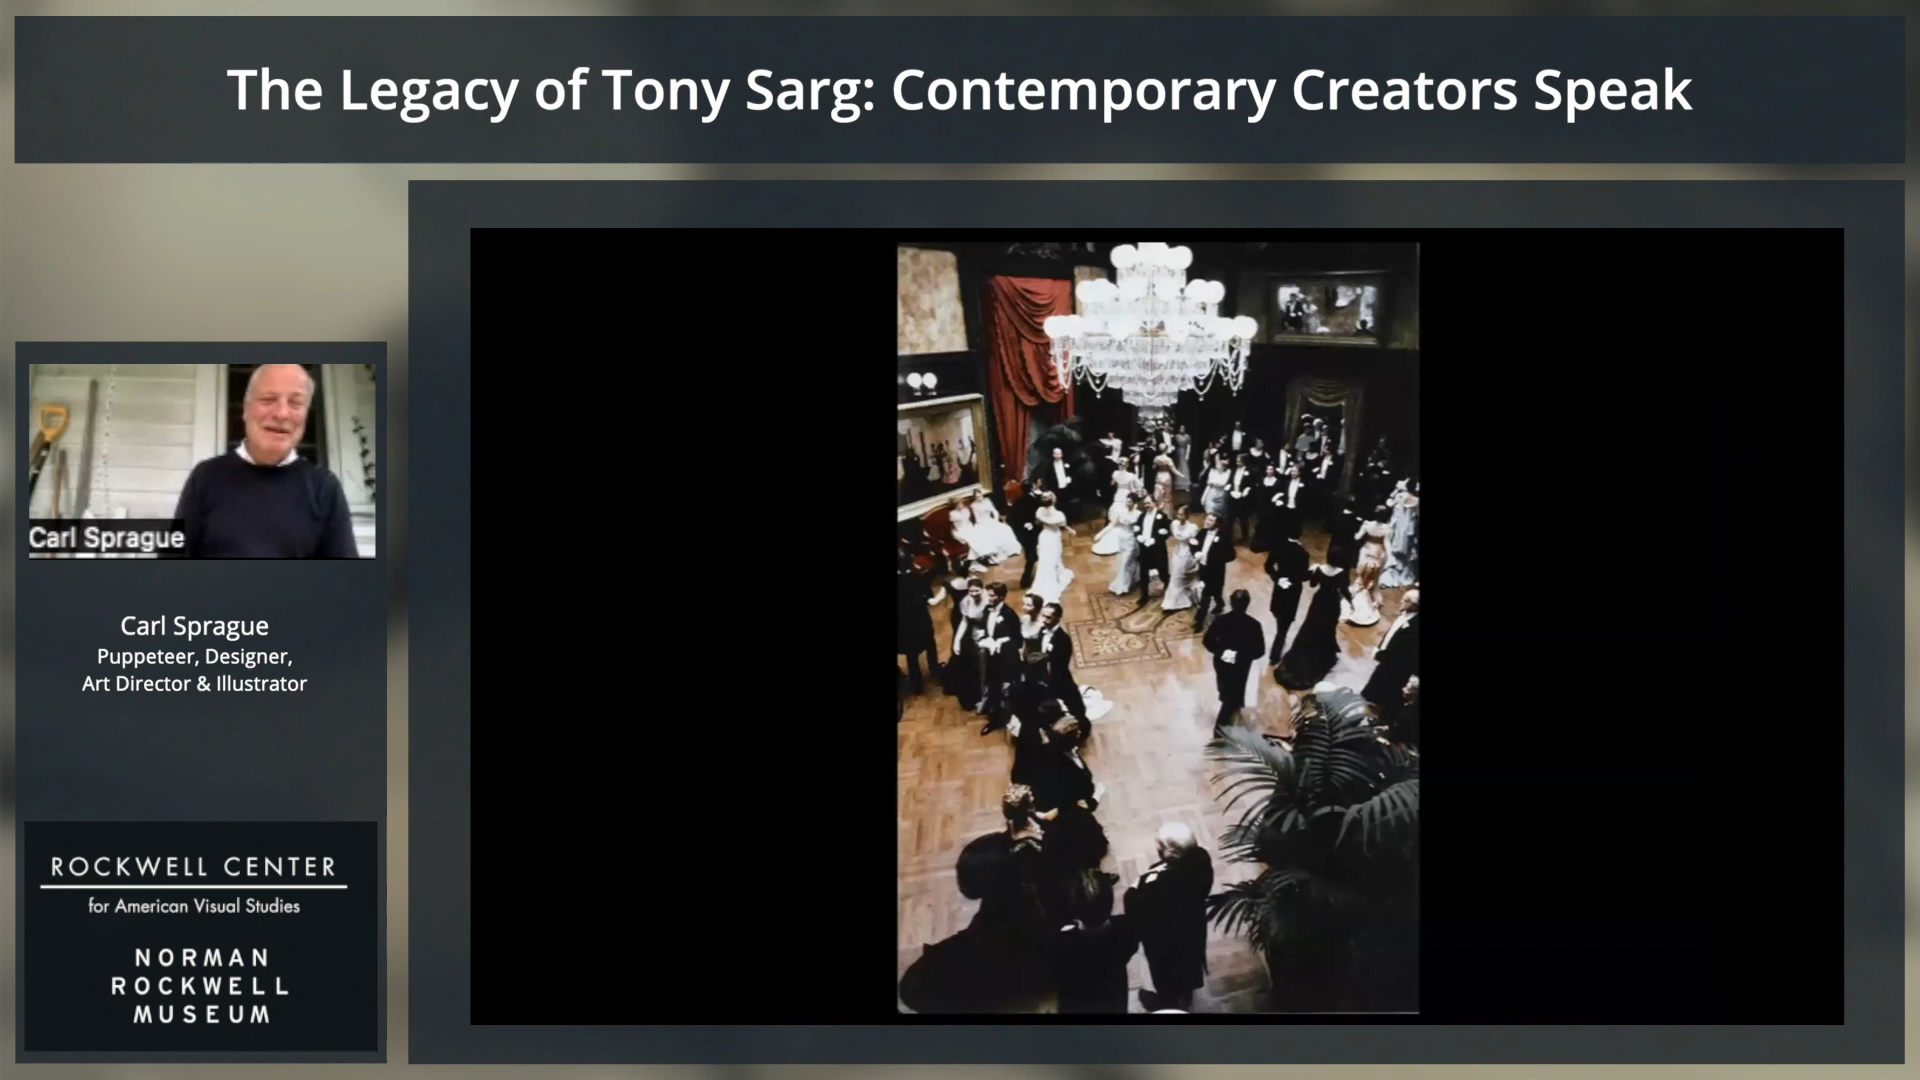 The Legacy of Tony Sarg: Contemporary Creators Speak
Carl Sprague
Carl Sprague
Puppeteer, Designer,
Art Director & Illustrator
ROCKWELL CENTER
for American Visual Studies
NORMAN
ROCKWELL
MUSEUM